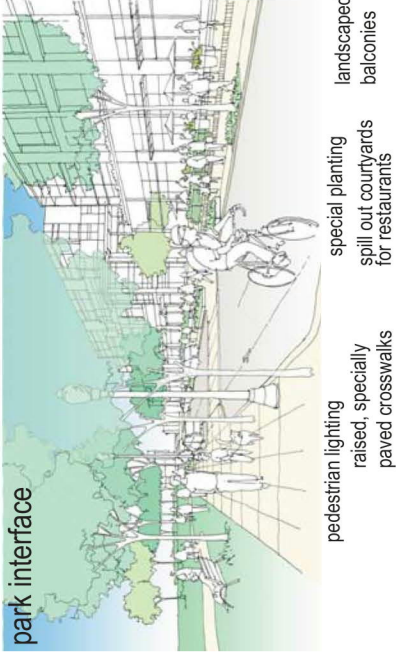 park interface
pedestrian lighting
raised, specially
paved crosswalks
special planting
spill out courtyards
for restaurants
landscaped
balconies